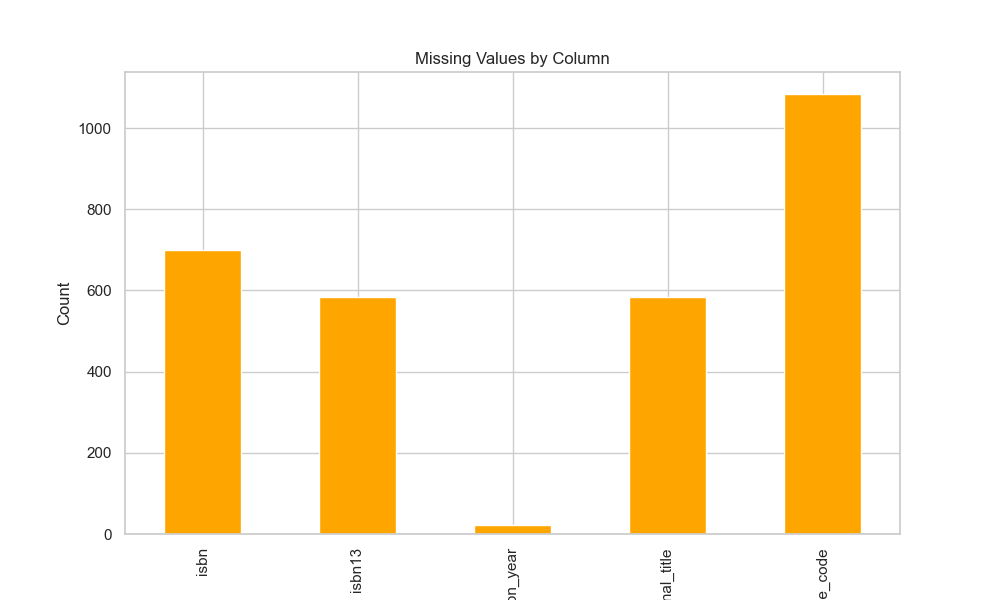 Missing Values by Column
Count
1000
800
600
400
200
0
isbn
isbn13
on_year
nal_title
e_code